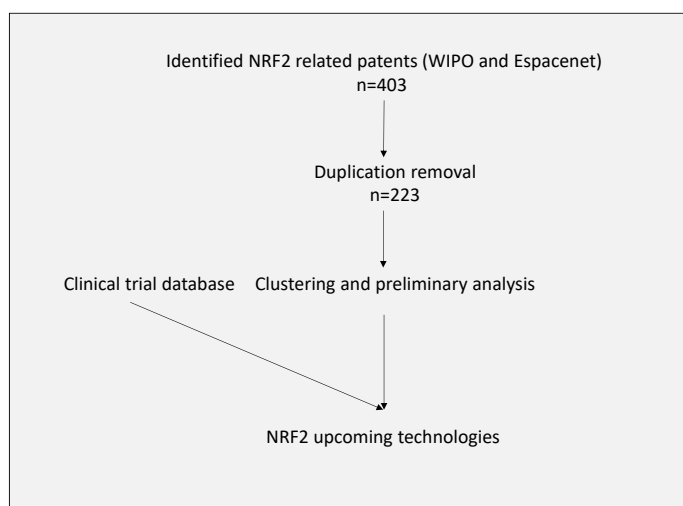 Identified NRF2 related patents (WIPO and Espacenet)
n=403
Duplication removal
n=223
Clinical trial database
Clustering and preliminary analysis
NRF2 upcoming technologies